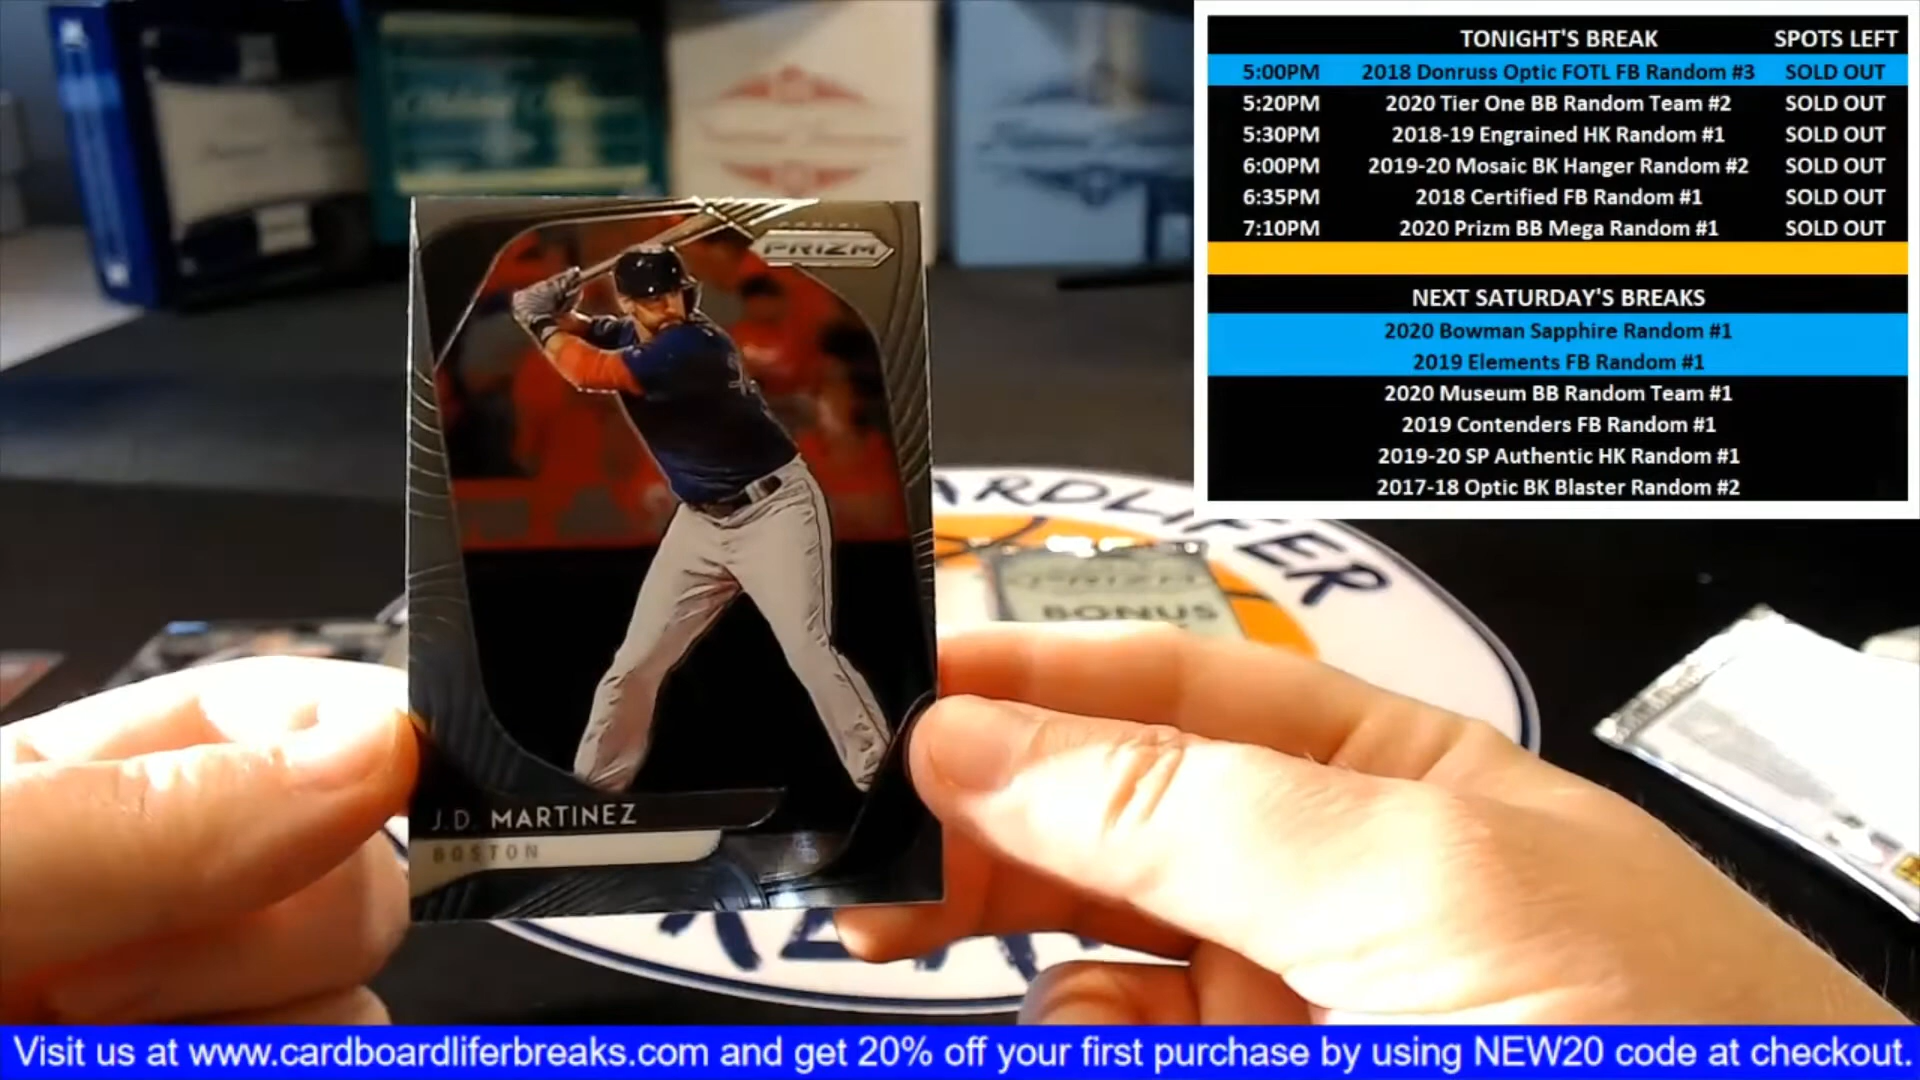 TONIGHT'S BREAK SPOTS LEFT
5:00PM 2018 Donruss Optic FOTL FB Random #3 SOLD OUT
5:20PM 2020 Tier One BB Random Team #2 SOLD OUT
5:30PM 2018-19 Engrained HK Random #1 SOLD OUT
6:00PM 2019-20 Mosaic BK Hanger Random #2 SOLD OUT
6:35PM 2018 Certified FB Random #1 SOLD OUT
7:10PM 2020 Prizm BB Mega Random #1 SOLD OUT
NEXT SATURDAY'S BREAKS
2020 Bowman Sapphire Random #1
2019 Elements FB Random #1
2020 Museum BB Random Team #1
2019 Contenders FB Random #1
2019-20 SP Authentic HK Random #1
2017-18 Optic BK Blaster Random #2
PANINI
PRIZM
J.D. MARTINEZ
BOSTON
PRIZM
BONUS
Visit us at www.cardboardliferbreaks.com and get 20% off your first purchase by using NEW20 code at checkout.